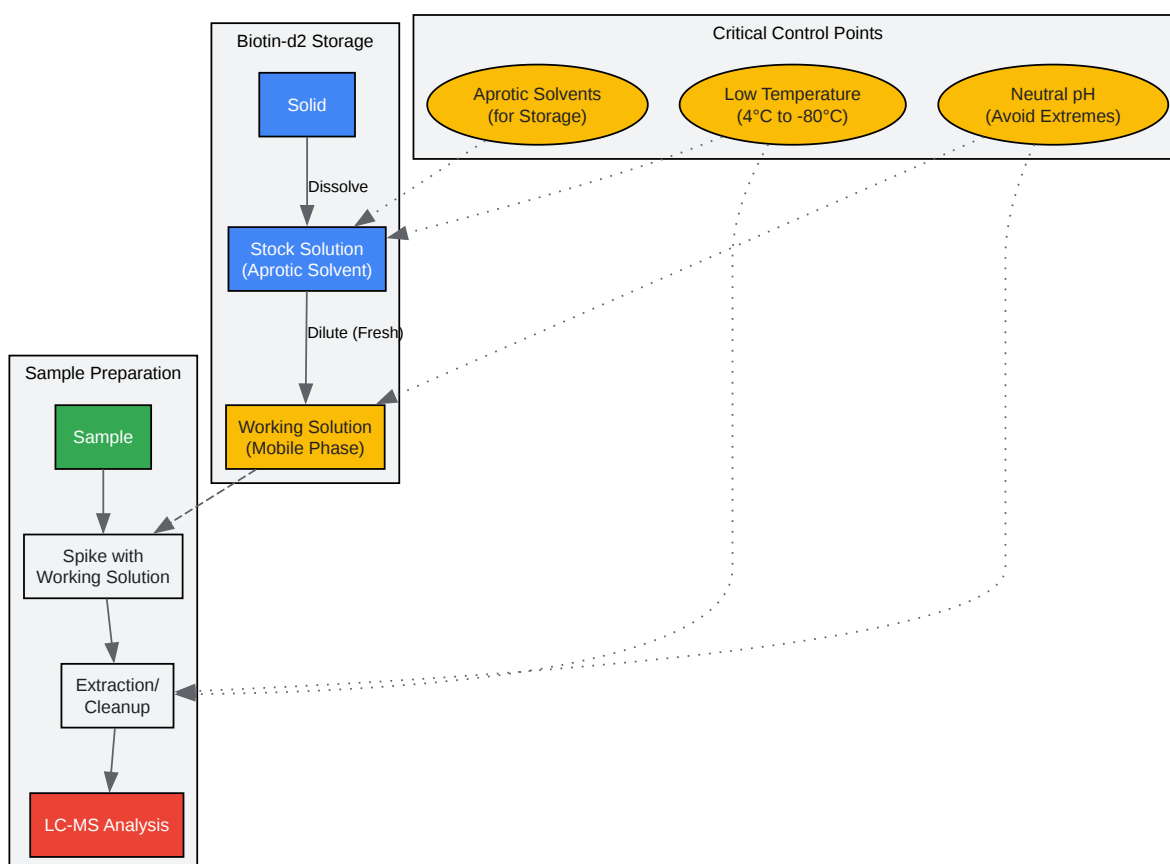 Critical Control Points
Aprotic Solvents
(for Storage)
Low Temperature
(4°C to -80°C)
Neutral pH
(Avoid Extremes)
Biotin-d2 Storage
Solid
Dissolve
Stock Solution
(Aprotic Solvent)
Dilute (Fresh)
Working Solution
(Mobile Phase)
Sample Preparation
Sample
Spike with
Working Solution
Extraction/
Cleanup
LC-MS Analysis